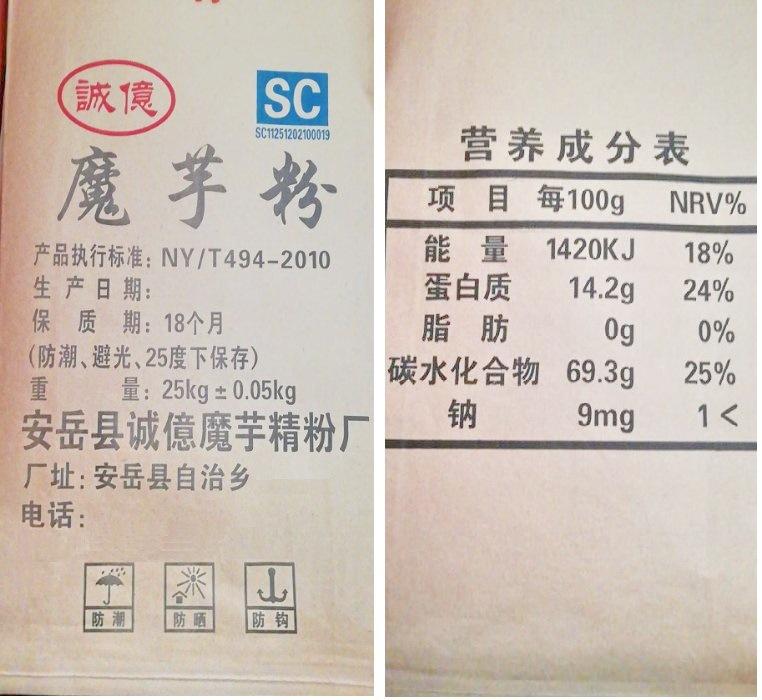 誠億
SC
SC11251202100019
魔芋粉
产品执行标准：NY/T494-2010
生产日期：
保质期：18个月
(防潮、避光、25度下保存)
重量：25kg±0.05kg
安岳县诚億魔芋精粉厂
厂址：安岳县自治乡
电话：
防潮 防晒 防钩
营养成分表
项目 每100g NRV%
能量 1420KJ 18%
蛋白质 14.2g 24%
脂肪 0g 0%
碳水化合物 69.3g 25%
钠 9mg 1<